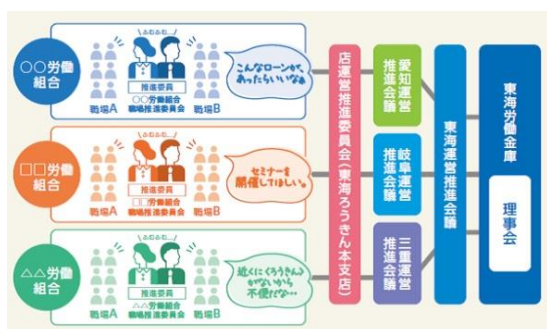 〇〇労働
組合
ふむふむ…
推進委員
〇〇労働組合
職場推進委員会
職場A
職場B
こんなローンが、
あったらいいなぁ
□□労働
組合
ふむふむ…
推進委員
□□労働組合
職場推進委員会
職場A
職場B
セミナーを
開催してほしい。
△△労働
組合
ふむふむ…
推進委員
△△労働組合
職場推進委員会
職場A
職場B
近くに〈ろうきん〉
がないから
不便だな…
店運営推進委員会(東海ろうきん本支店)
愛知運営
推進会議
岐阜運営
推進会議
三重運営
推進会議
東海運営推進会議
東海労働金庫
理事会